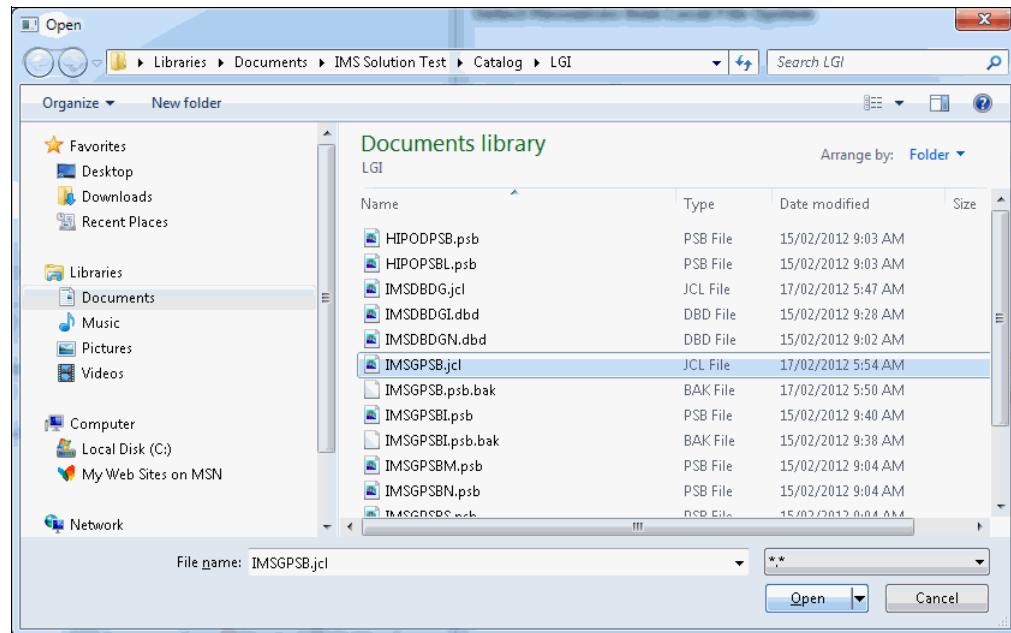 Open
Libraries Documents IMS Solution Test Catalog LGI
Search LGI
Organize New folder
Favorites
Desktop
Downloads
Recent Places
Libraries
Documents
Music
Pictures
Videos
Computer
Local Disk (C:)
My Web Sites on MSN
Network
Documents library
LGI
Arrange by: Folder
Name Type Date modified Size
HIPODPSB.psb PSB File 15/02/2012 9:03 AM
HIPOPSBL.psb PSB File 15/02/2012 9:03 AM
IMSDBDG.jcl JCL File 17/02/2012 5:47 AM
IMSDBDGI.dbd DBD File 15/02/2012 9:28 AM
IMSDBDGN.dbd DBD File 15/02/2012 9:02 AM
IMSGPSB.jcl JCL File 17/02/2012 5:54 AM
IMSGPSB.psb.bak BAK File 17/02/2012 5:50 AM
IMSGPSBI.psb PSB File 15/02/2012 9:40 AM
IMSGPSBI.psb.bak BAK File 15/02/2012 9:38 AM
IMSGPSBM.psb PSB File 15/02/2012 9:04 AM
IMSGPSBN.psb PSB File 15/02/2012 9:04 AM
File name: IMSGPSB.jcl
*.*
Open Cancel